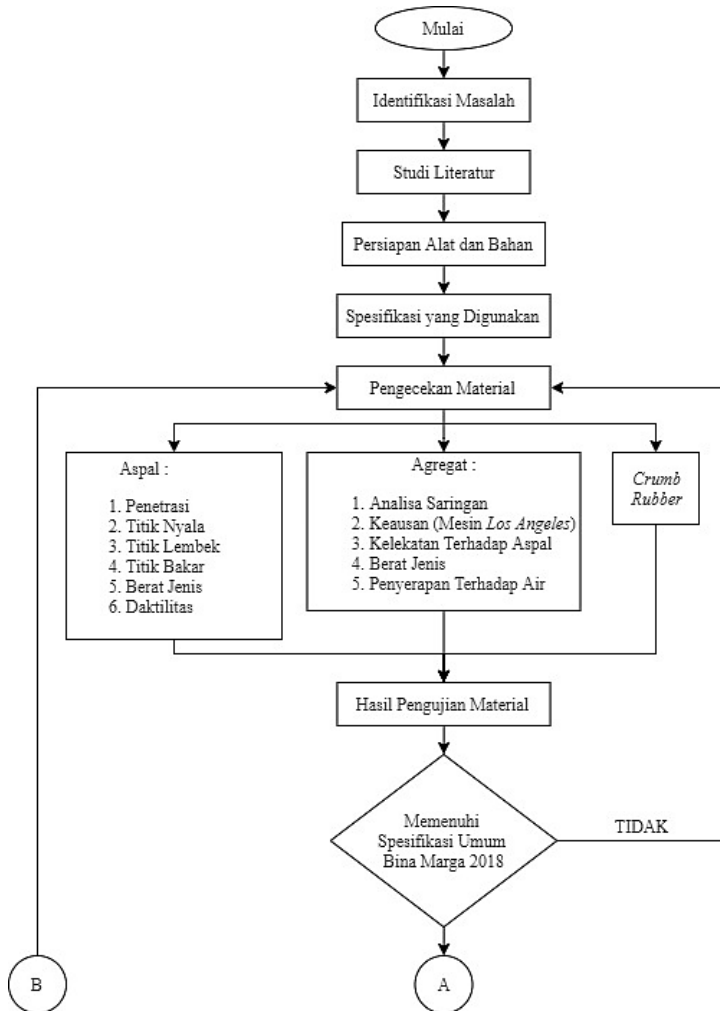 Mulai
Identifikasi Masalah
Studi Literatur
Persiapan Alat dan Bahan
Spesifikasi yang Digunakan
Pengecekan Material
Aspal :
1. Penetrasi
2. Titik Nyala
3. Titik Lembek
4. Titik Bakar
5. Berat Jenis
6. Daktilitas
Agregat :
1. Analisa Saringan
2. Keausan (Mesin Los Angeles)
3. Kelekatan Terhadap Aspal
4. Berat Jenis
5. Penyerapan Terhadap Air
Crumb
Rubber
Hasil Pengujian Material
Memenuhi
Spesifikasi Umum
Bina Marga 2018
TIDAK
B
A